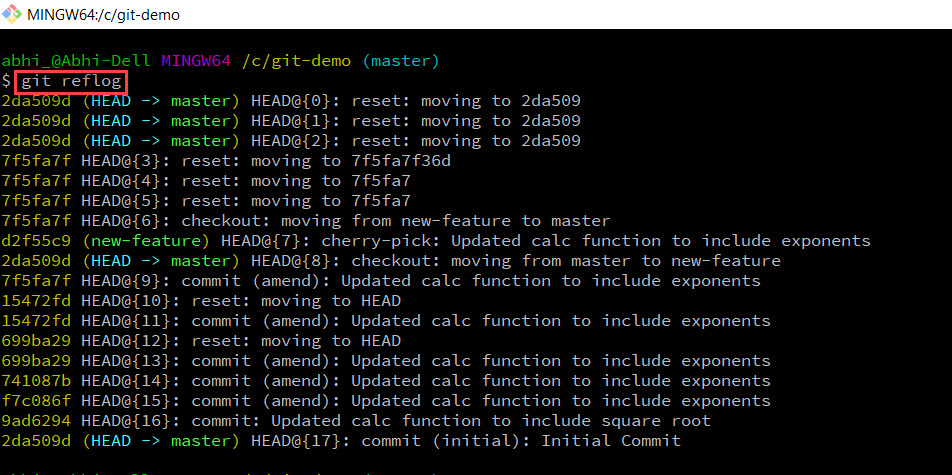 MINGW64:/c/git-demo
abhi_@Abhi-Dell MINGW64 /c/git-demo (master)
$ git reflog
2da509d (HEAD -> master) HEAD@{0}: reset: moving to 2da509
2da509d (HEAD -> master) HEAD@{1}: reset: moving to 2da509
2da509d (HEAD -> master) HEAD@{2}: reset: moving to 2da509
7f5fa7f HEAD@{3}: reset: moving to 7f5fa7f36d
7f5fa7f HEAD@{4}: reset: moving to 7f5fa7
7f5fa7f HEAD@{5}: reset: moving to 7f5fa7
7f5fa7f HEAD@{6}: checkout: moving from new-feature to master
d2f55c9 (new-feature) HEAD@{7}: cherry-pick: Updated calc function to include exponents
2da509d (HEAD -> master) HEAD@{8}: checkout: moving from master to new-feature
7f5fa7f HEAD@{9}: commit (amend): Updated calc function to include exponents
15472fd HEAD@{10}: reset: moving to HEAD
15472fd HEAD@{11}: commit (amend): Updated calc function to include exponents
699ba29 HEAD@{12}: reset: moving to HEAD
699ba29 HEAD@{13}: commit (amend): Updated calc function to include exponents
741087b HEAD@{14}: commit (amend): Updated calc function to include exponents
f7c086f HEAD@{15}: commit (amend): Updated calc function to include exponents
9ad6294 HEAD@{16}: commit: Updated calc function to include square root
2da509d (HEAD -> master) HEAD@{17}: commit (initial): Initial Commit